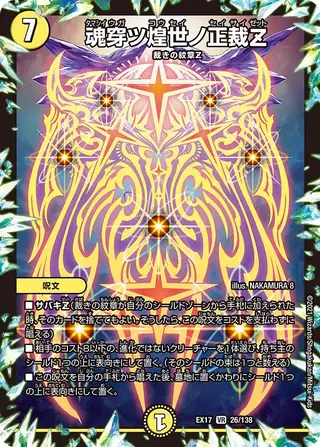 タマシイウガ コウセイ セイサイゼット
7
魂穿ツ煌世ノ正裁Z
裁きの紋章Z
呪文
illus. NAKAMURA 8
■サバキZ(裁きの紋章が自分のシールドゾーンから手札に加えられた
時、そのカードを捨ててもよい。そうしたら、この呪文をコストを支払わずに
唱える)
■相手のコスト8以下の、進化ではないクリーチャーを1体選び、持ち主の
シールド1つの上に表向きにして置く。(そのシールドの束は1つと数える)
■この呪文を自分の手札から唱えた後、墓地に置くかわりにシールド1つ
の上に表向きにして置く。
1
EX17 VR 26/138